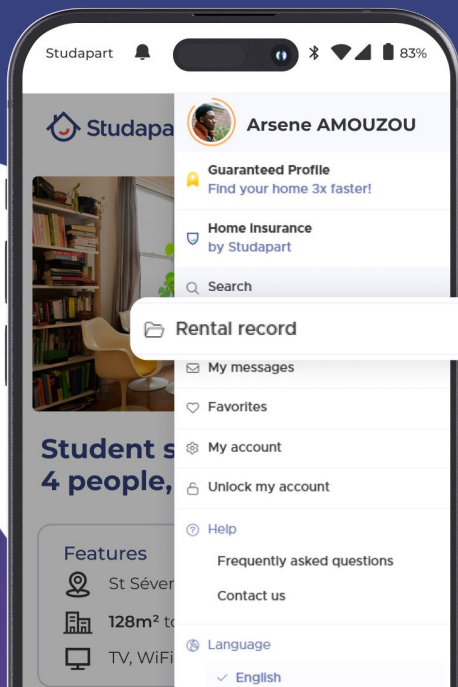 Studapart
83%
Studapa
Arsene AMOUZOU
Guaranteed Profile
Find your home 3x faster!
Home Insurance
by Studapart
Search
Rental record
My messages
Favorites
My account
Unlock my account
Help
Frequently asked questions
Contact us
Language
English
Student s
4 people,
Features
St Séver
128m² to
TV, WiFi